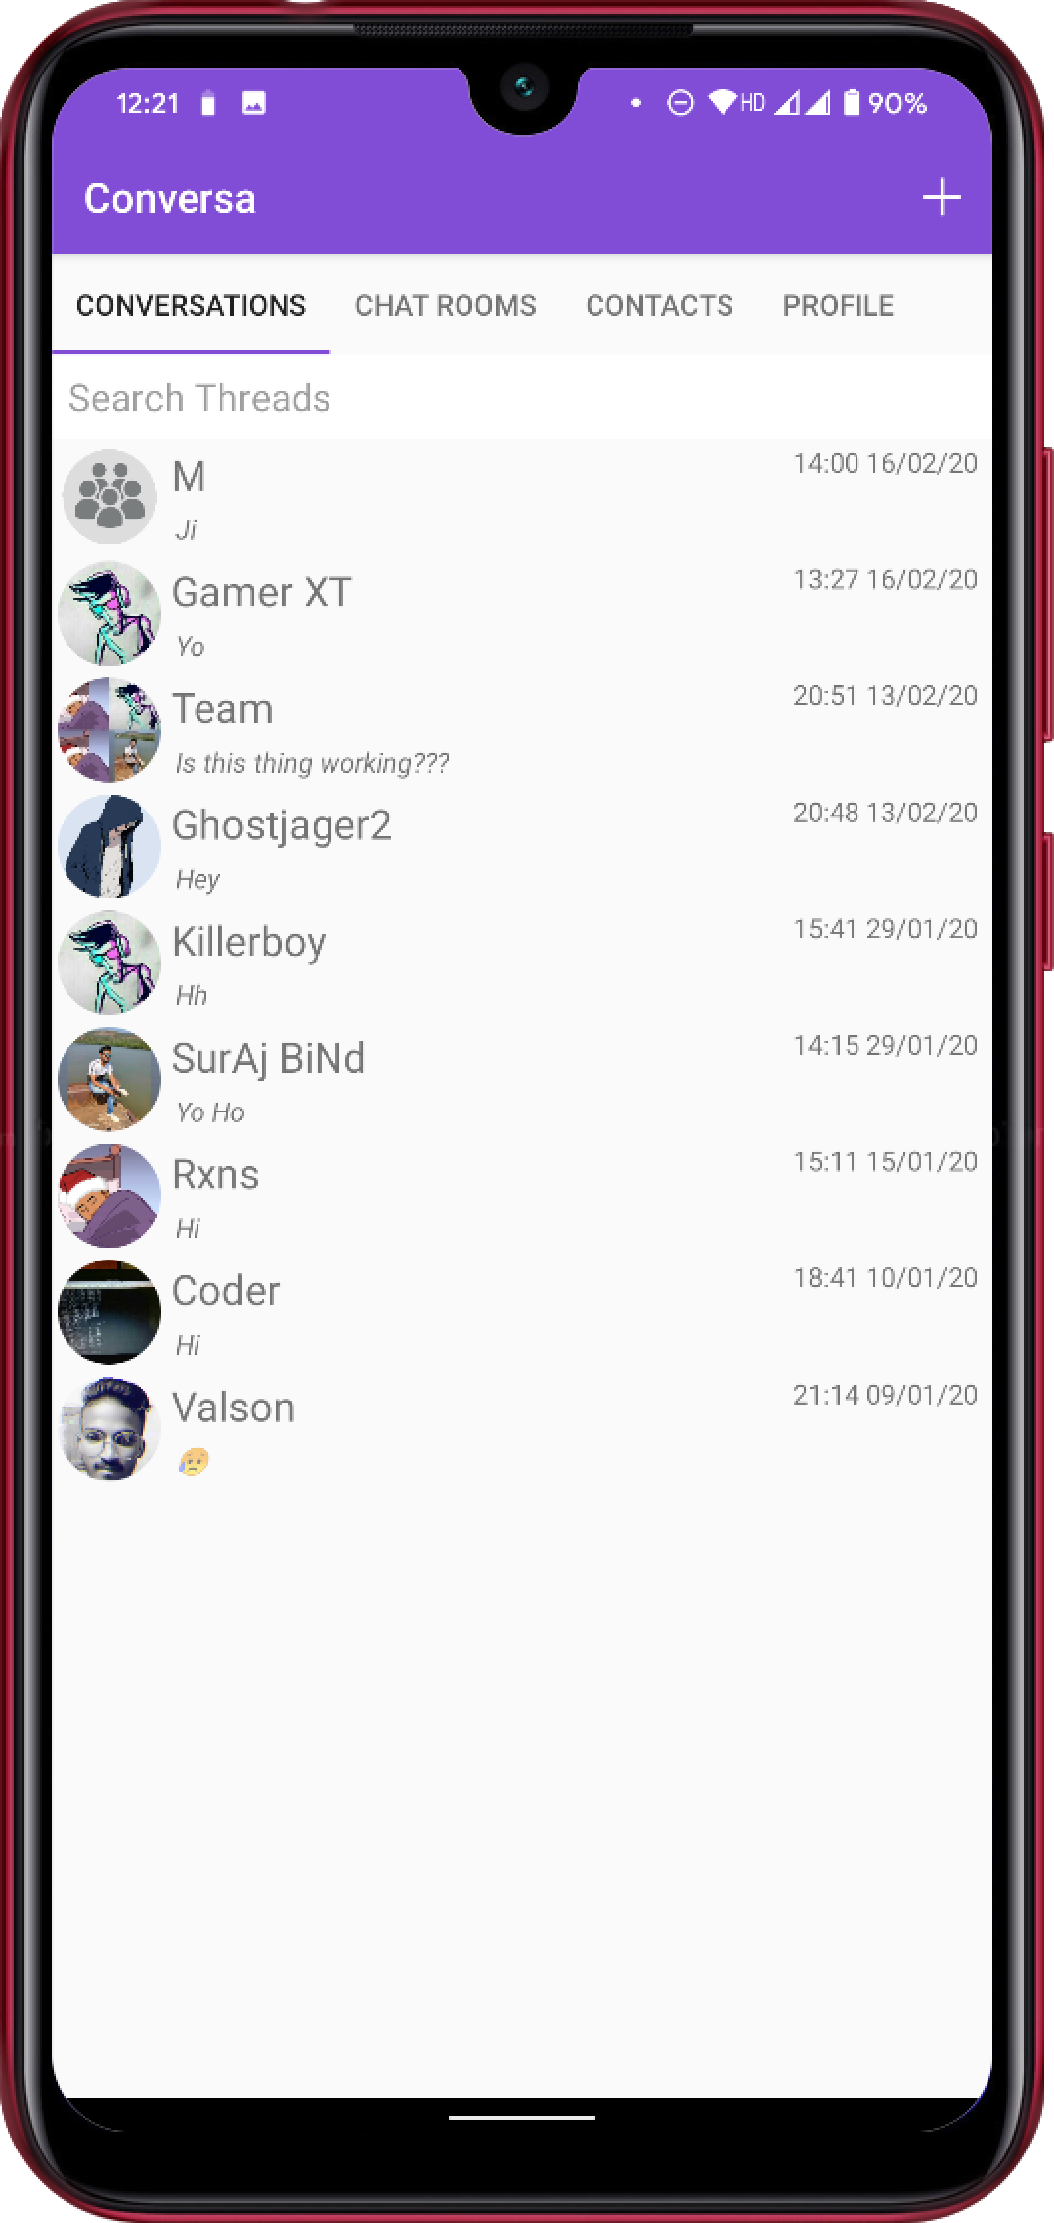 12:21 HD 90%
Conversa
CONVERSATIONS CHAT ROOMS CONTACTS PROFILE
Search Threads
M 14:00 16/02/20
Ji
Gamer XT 13:27 16/02/20
Yo
Team 20:51 13/02/20
Is this thing working???
Ghostjager2 20:48 13/02/20
Hey
Killerboy 15:41 29/01/20
Hh
SurAj BiNd 14:15 29/01/20
Yo Ho
Rxns 15:11 15/01/20
Hi
Coder 18:41 10/01/20
Hi
Valson 21:14 09/01/20
😥